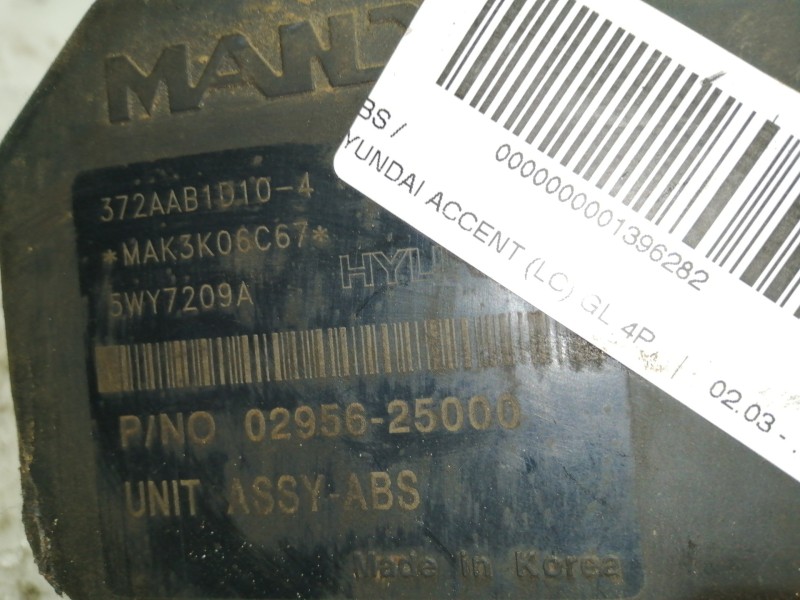 MAND
372AAB1D10-4
*MAK3K06C67*
5WY7209A
HYU
P/NO 02956-25000
UNIT ASSY-ABS
Made in Korea
0000000001396282
BS /
YUNDAI ACCENT (LC) GL 4P
02.03 -